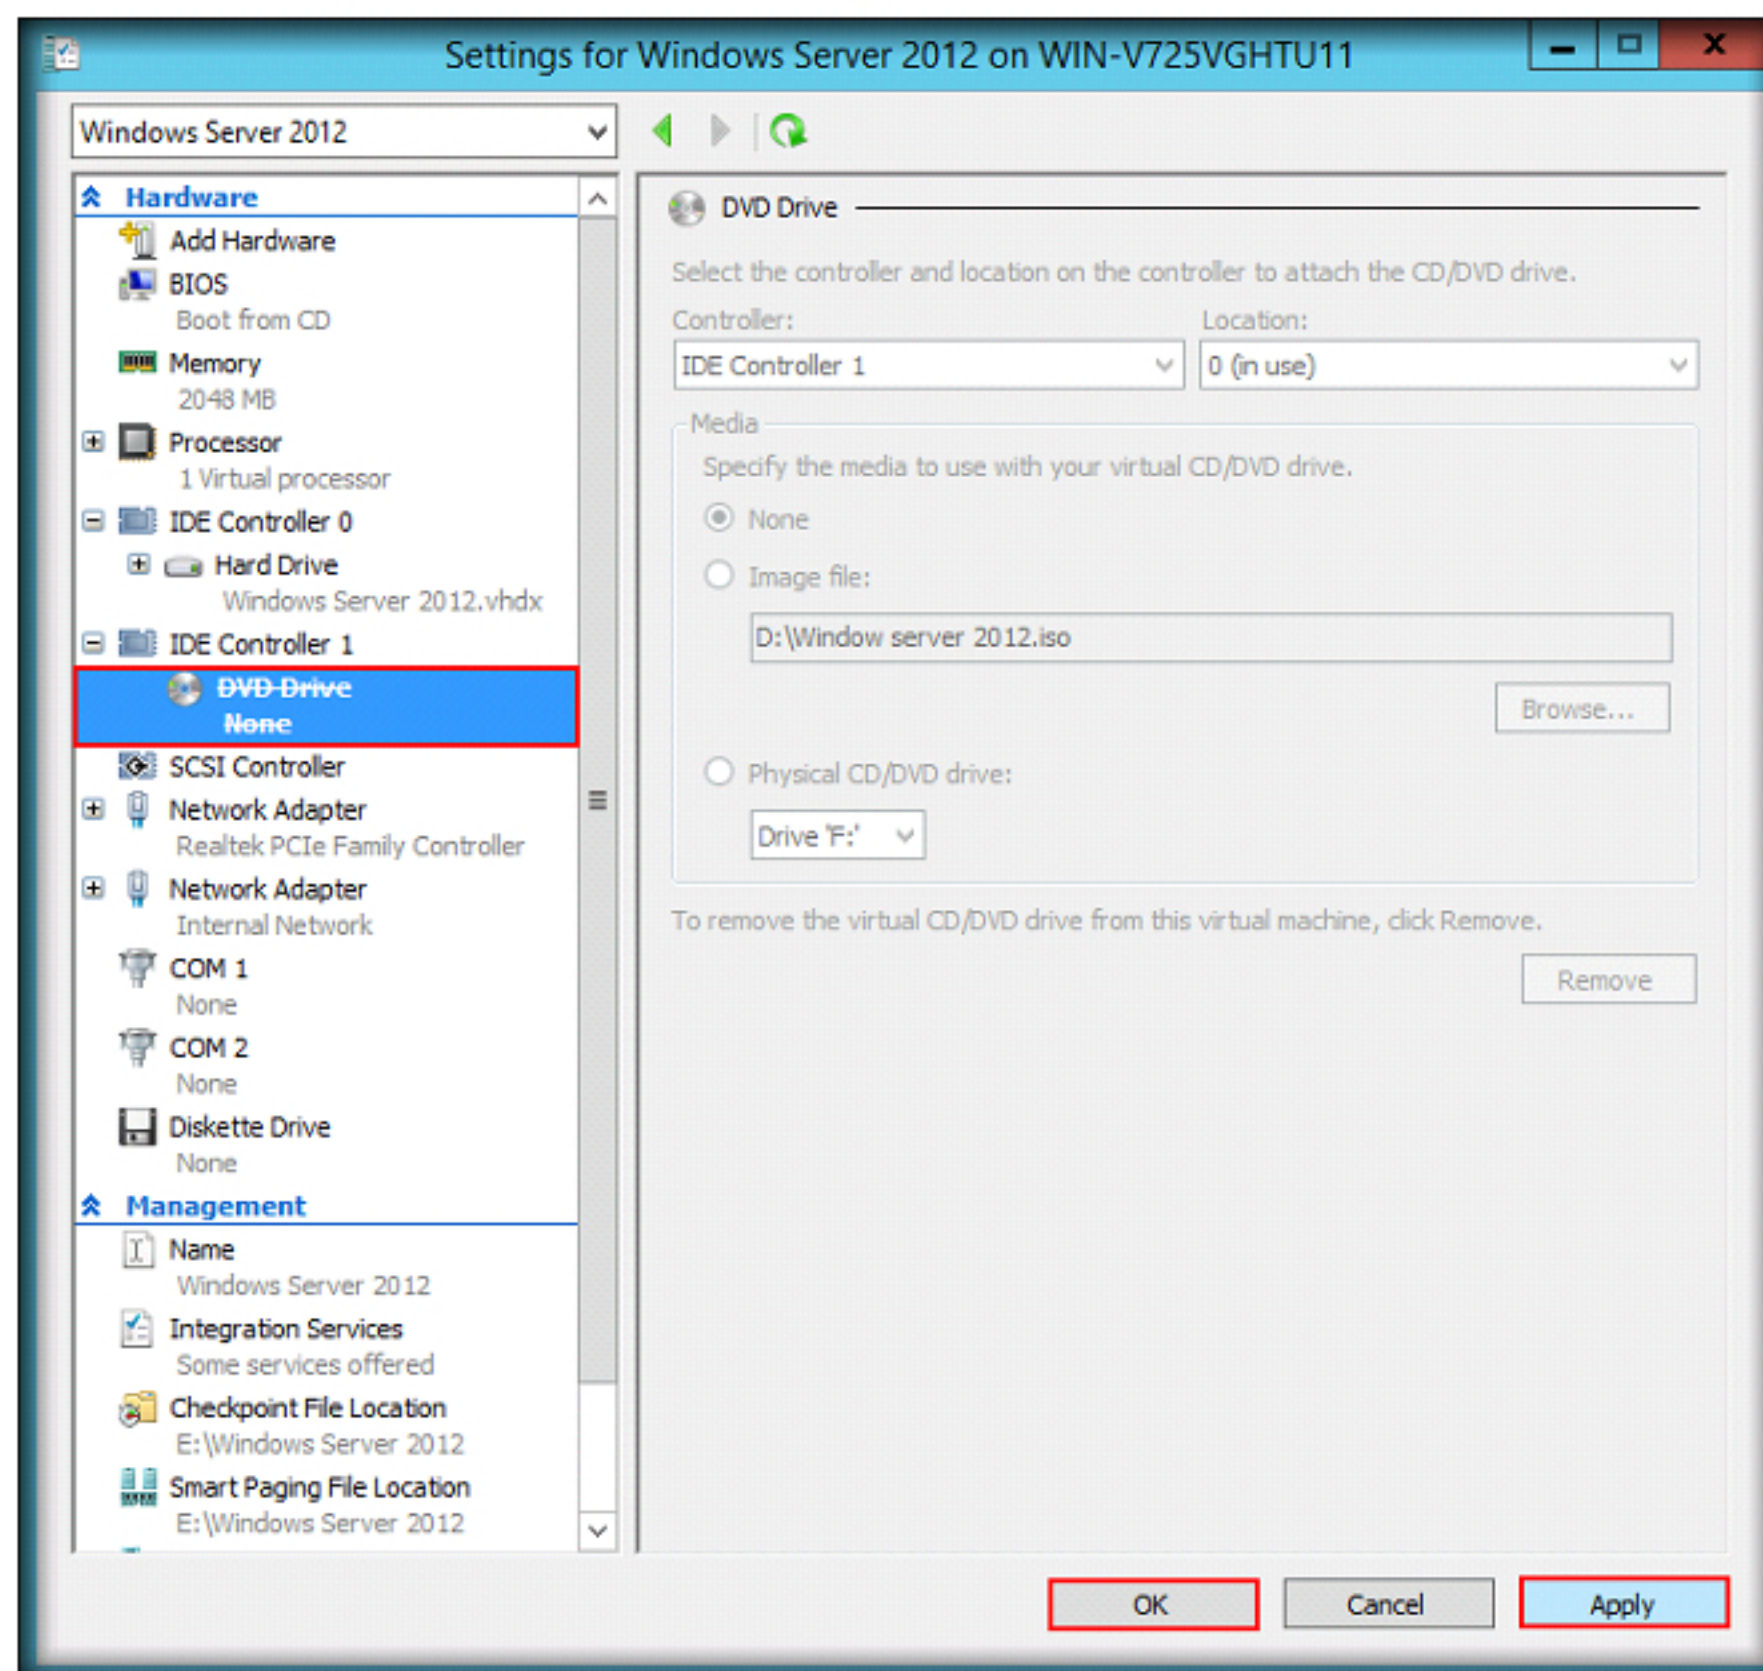 Settings for Windows Server 2012 on WIN-V725VGHTU11
Windows Server 2012
Hardware
Add Hardware
BIOS
Boot from CD
Memory
2048 MB
Processor
1 Virtual processor
IDE Controller 0
Hard Drive
Windows Server 2012.vhdx
IDE Controller 1
DVD Drive
None
SCSI Controller
Network Adapter
Realtek PCIe Family Controller
Network Adapter
Internal Network
COM 1
None
COM 2
None
Diskette Drive
None
Management
Name
Windows Server 2012
Integration Services
Some services offered
Checkpoint File Location
E:\Windows Server 2012
Smart Paging File Location
E:\Windows Server 2012
DVD Drive
Select the controller and location on the controller to attach the CD/DVD drive.
Controller: Location:
IDE Controller 1 0 (in use)
Media
Specify the media to use with your virtual CD/DVD drive.
None
Image file:
D:\Window server 2012.iso
Browse...
Physical CD/DVD drive:
Drive 'F:'
To remove the virtual CD/DVD drive from this virtual machine, click Remove.
Remove
OK Cancel Apply